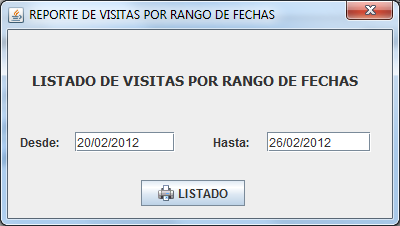 REPORTE DE VISITAS POR RANGO DE FECHAS
LISTADO DE VISITAS POR RANGO DE FECHAS
Desde: 20/02/2012 Hasta: 26/02/2012
LISTADO